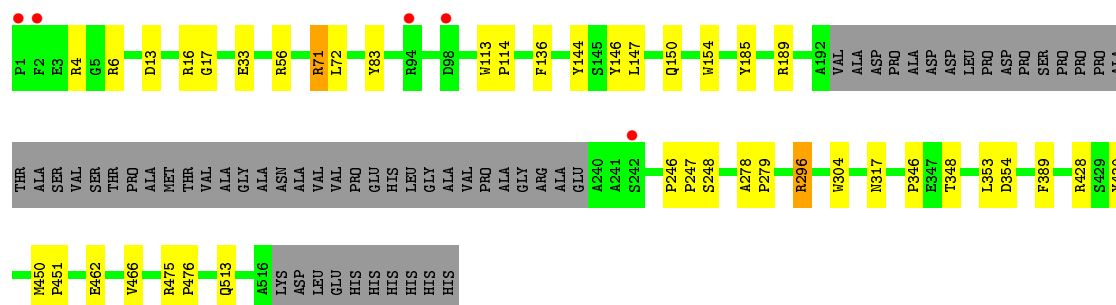 P1 F2 E3 R4 G5 R6 D13 R16 G17 E33 R56 R71 L72 Y83 R94 D98 W113 P114 F136 Y144 S145 Y146 L147 Q150 W154 Y185 R189 A192 VAL ALA ASP PRO ALA ASP ASP LEU PRO ASP PRO SER PRO PRO PRO ALA
THR ALA SER VAL SER THR PRO ALA MET THR VAL ALA GLY ALA ASN ALA VAL VAL PRO GLU HIS LEU GLY ALA VAL PRO ALA GLY ARG ALA GLU A240 A241 S242 P246 P247 S248 A278 P279 R296 W304 N317 P346 E347 T348 L353 D354 F389 R428 S429
M450 P451 E462 V466 R475 P476 Q513 A516 LYS ASP LEU GLU HIS HIS HIS HIS HIS HIS